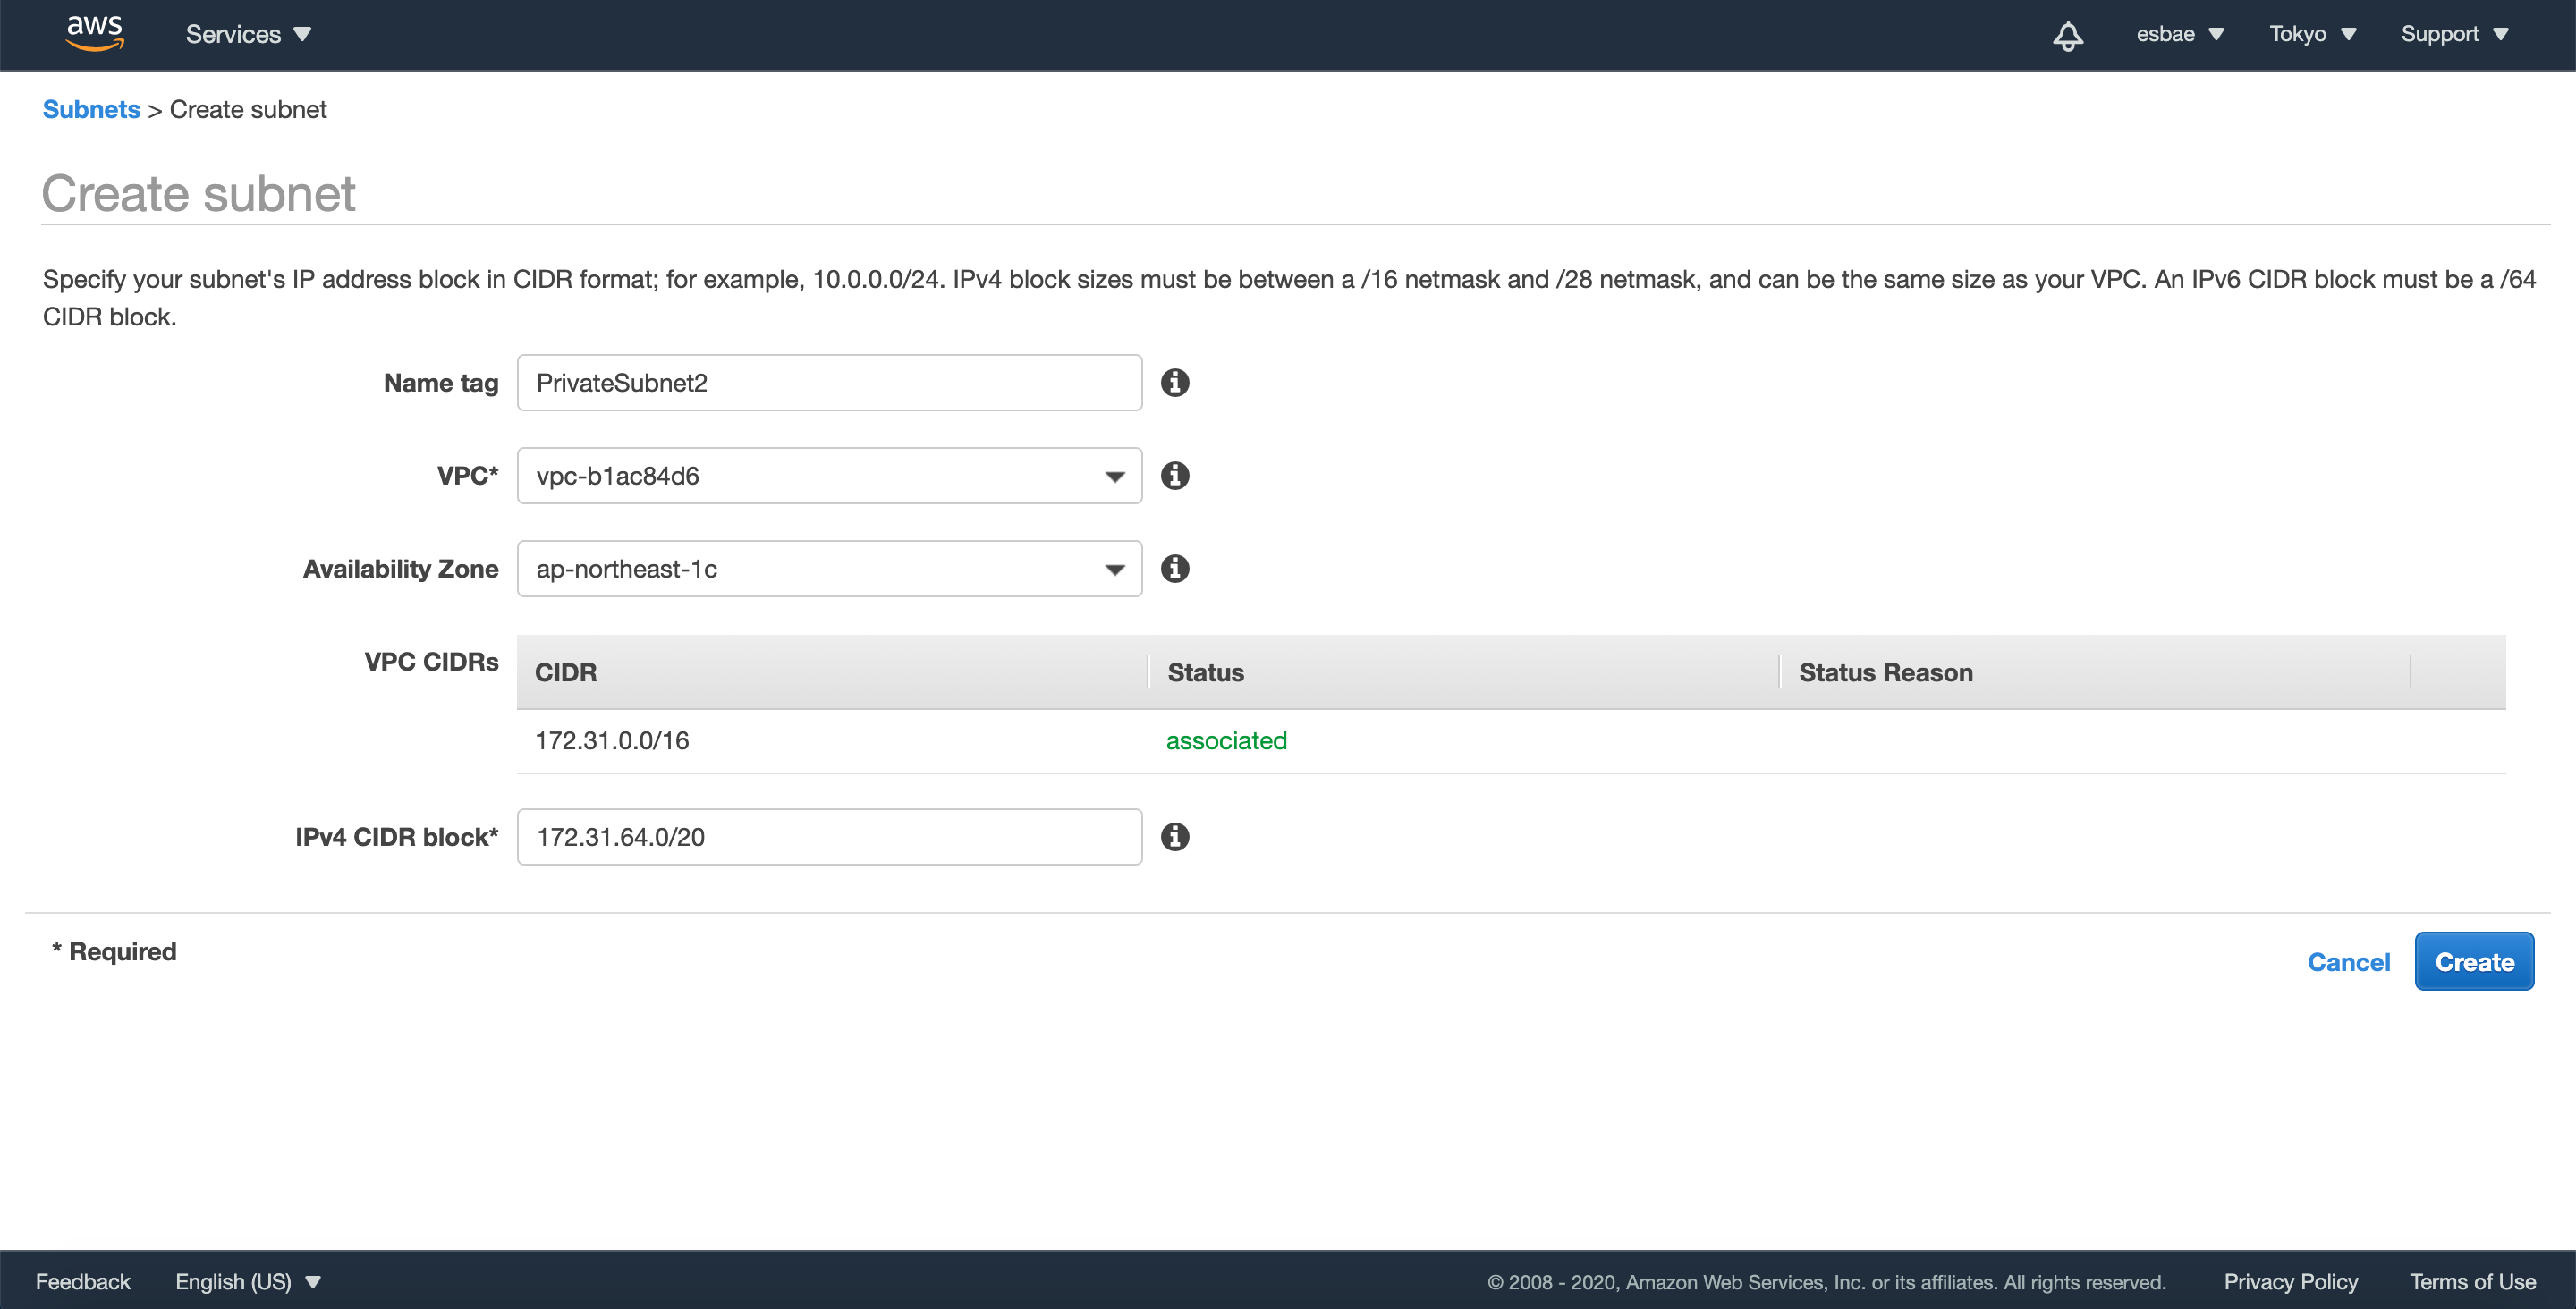 aws Services esbae Tokyo Support
Subnets > Create subnet
Create subnet
Specify your subnet's IP address block in CIDR format; for example, 10.0.0.0/24. IPv4 block sizes must be between a /16 netmask and /28 netmask, and can be the same size as your VPC. An IPv6 CIDR block must be a /64
CIDR block.
Name tag PrivateSubnet2
VPC* vpc-b1ac84d6
Availability Zone ap-northeast-1c
VPC CIDRs CIDR Status Status Reason
172.31.0.0/16 associated
IPv4 CIDR block* 172.31.64.0/20
* Required
Cancel Create
Feedback English (US) © 2008 - 2020, Amazon Web Services, Inc. or its affiliates. All rights reserved. Privacy Policy Terms of Use